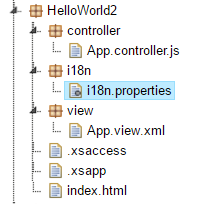 HelloWorld2
controller
App.controller.js
i18n
i18n.properties
view
App.view.xml
.xsaccess
.xsapp
index.html